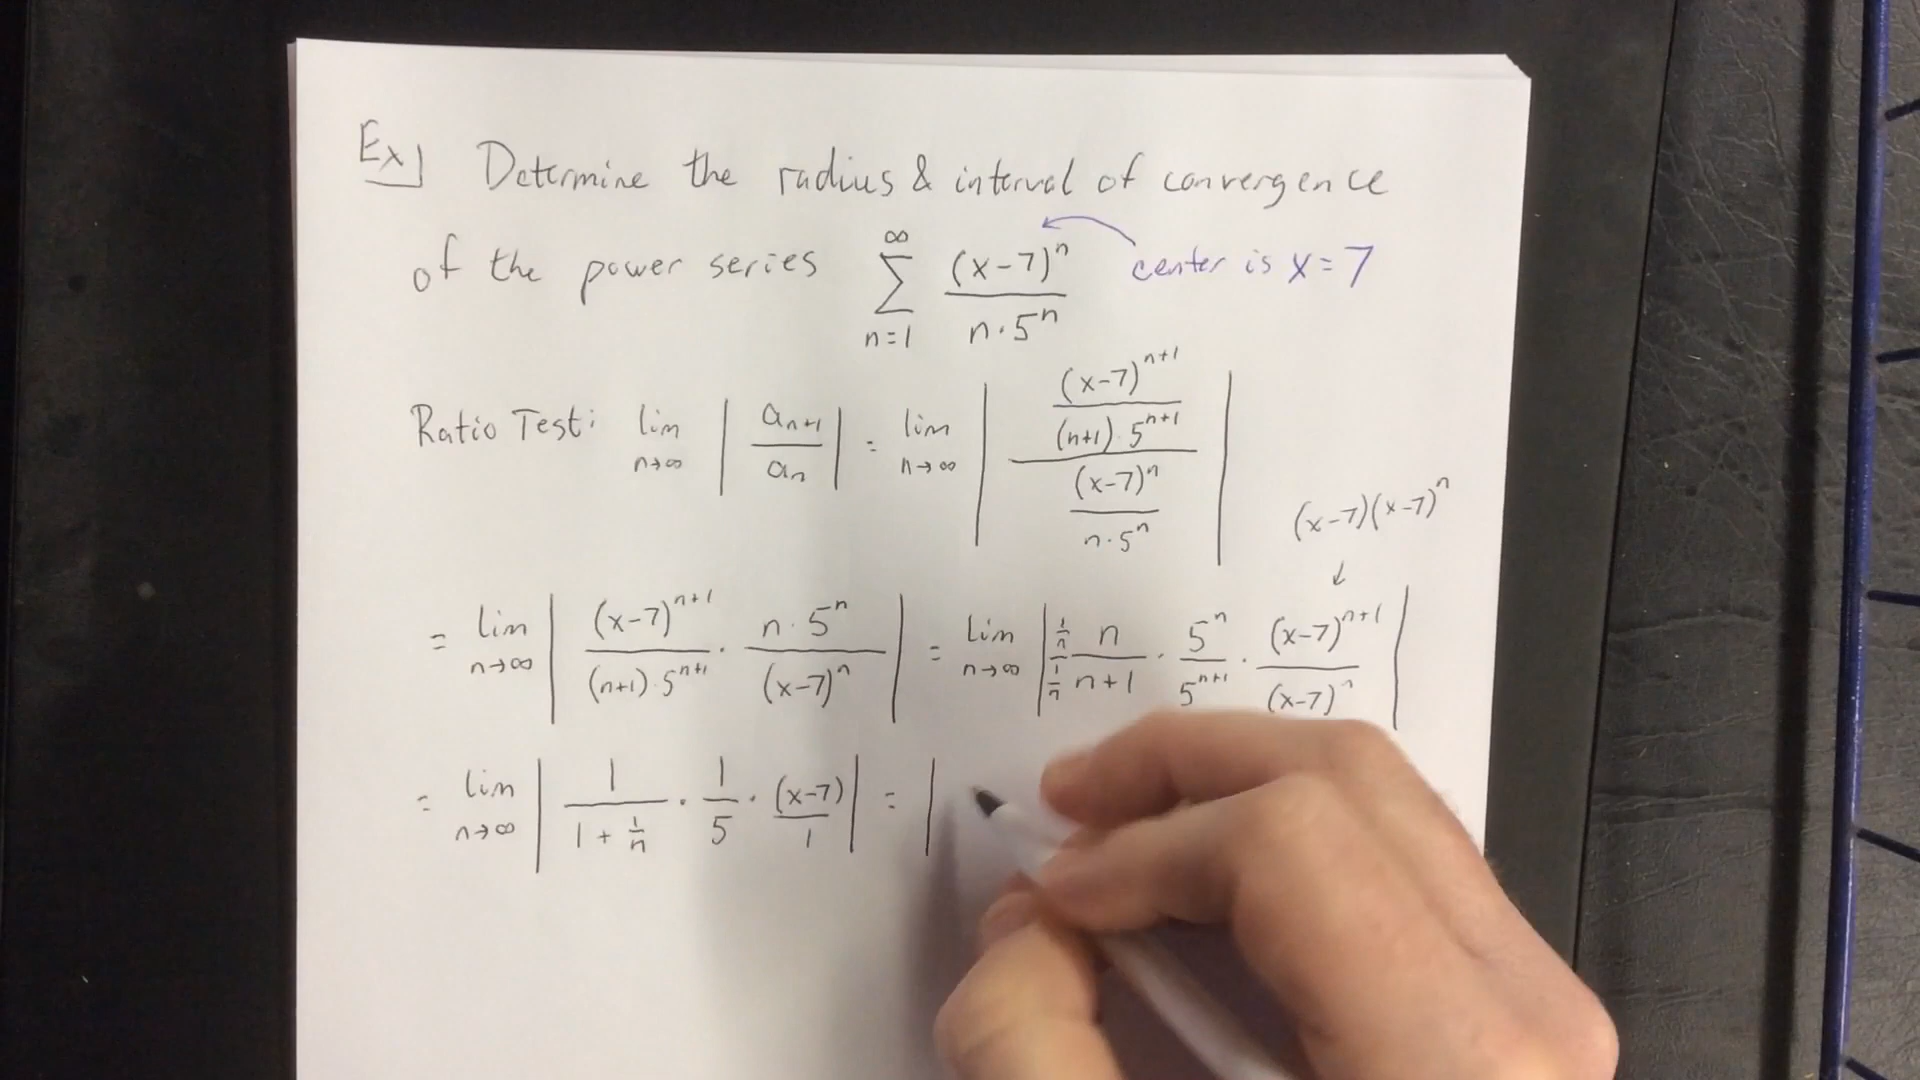 Ex] Determine the radius & interval of convergence
of the power series ∑_{n=1}^{∞} (x-7)^n / (n·5^n) center is x=7
Ratio Test: lim_{n→∞} | a_{n+1} / a_n | = lim_{n→∞} | ((x-7)^{n+1} / ((n+1)·5^{n+1})) / ((x-7)^n / (n·5^n)) |
(x-7)(x-7)^n
↓
= lim_{n→∞} | (x-7)^{n+1} / ((n+1)·5^{n+1}) · (n·5^n) / (x-7)^n | = lim_{n→∞} | (1/n)/(1/n) n/(n+1) · 5^n/5^{n+1} · (x-7)^{n+1}/(x-7)^n |
= lim_{n→∞} | 1/(1+1/n) · 1/5 · (x-7)/1 | = |